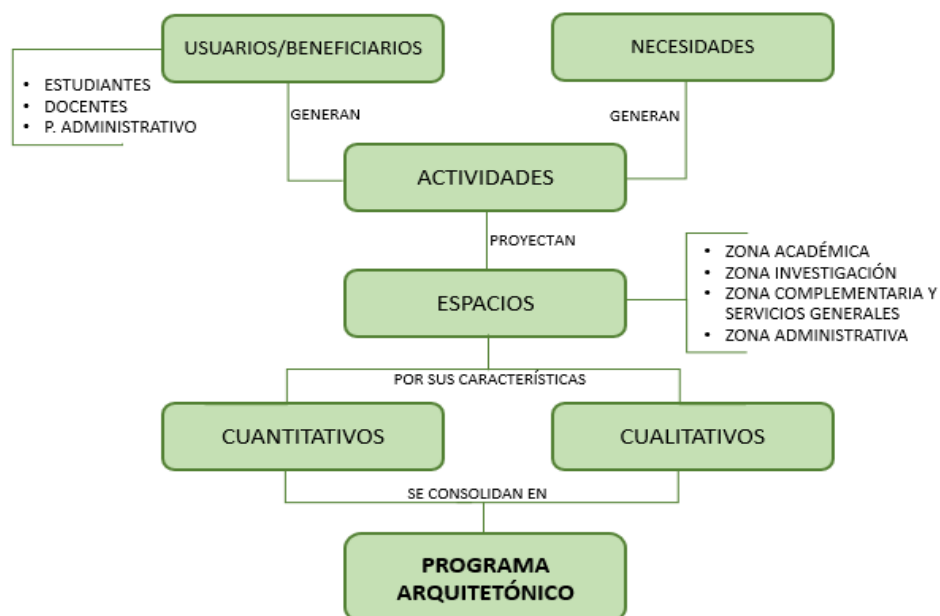 USUARIOS/BENEFICIARIOS
NECESIDADES
• ESTUDIANTES
• DOCENTES
• P. ADMINISTRATIVO
GENERAN
GENERAN
ACTIVIDADES
PROYECTAN
ESPACIOS
• ZONA ACADÉMICA
• ZONA INVESTIGACIÓN
• ZONA COMPLEMENTARIA Y
SERVICIOS GENERALES
• ZONA ADMINISTRATIVA
POR SUS CARACTERÍSTICAS
CUANTITATIVOS
CUALITATIVOS
SE CONSOLIDAN EN
PROGRAMA
ARQUITETÓNICO